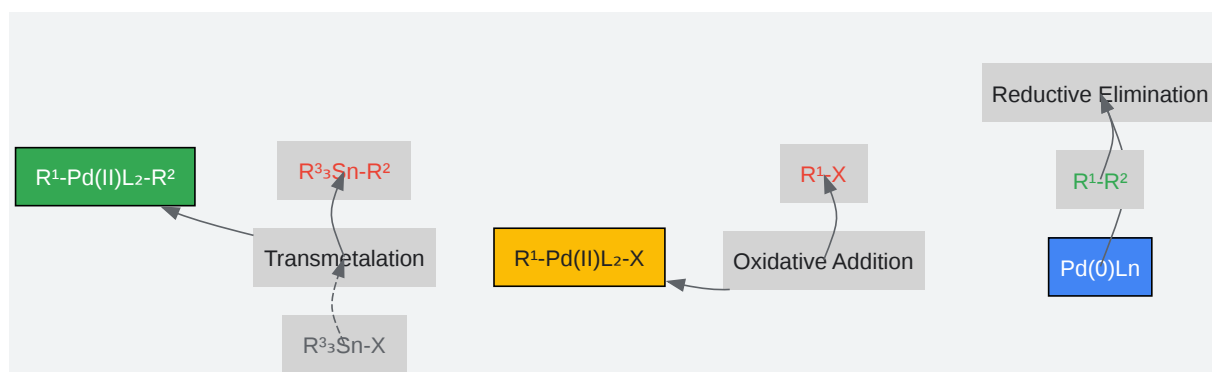 Reductive Elimination
R¹-Pd(II)L₂-R²
R³₃Sn-R²
R¹-X
R¹-R²
Transmetalation
R¹-Pd(II)L₂-X
Oxidative Addition
Pd(0)Ln
R³₃Sn-X